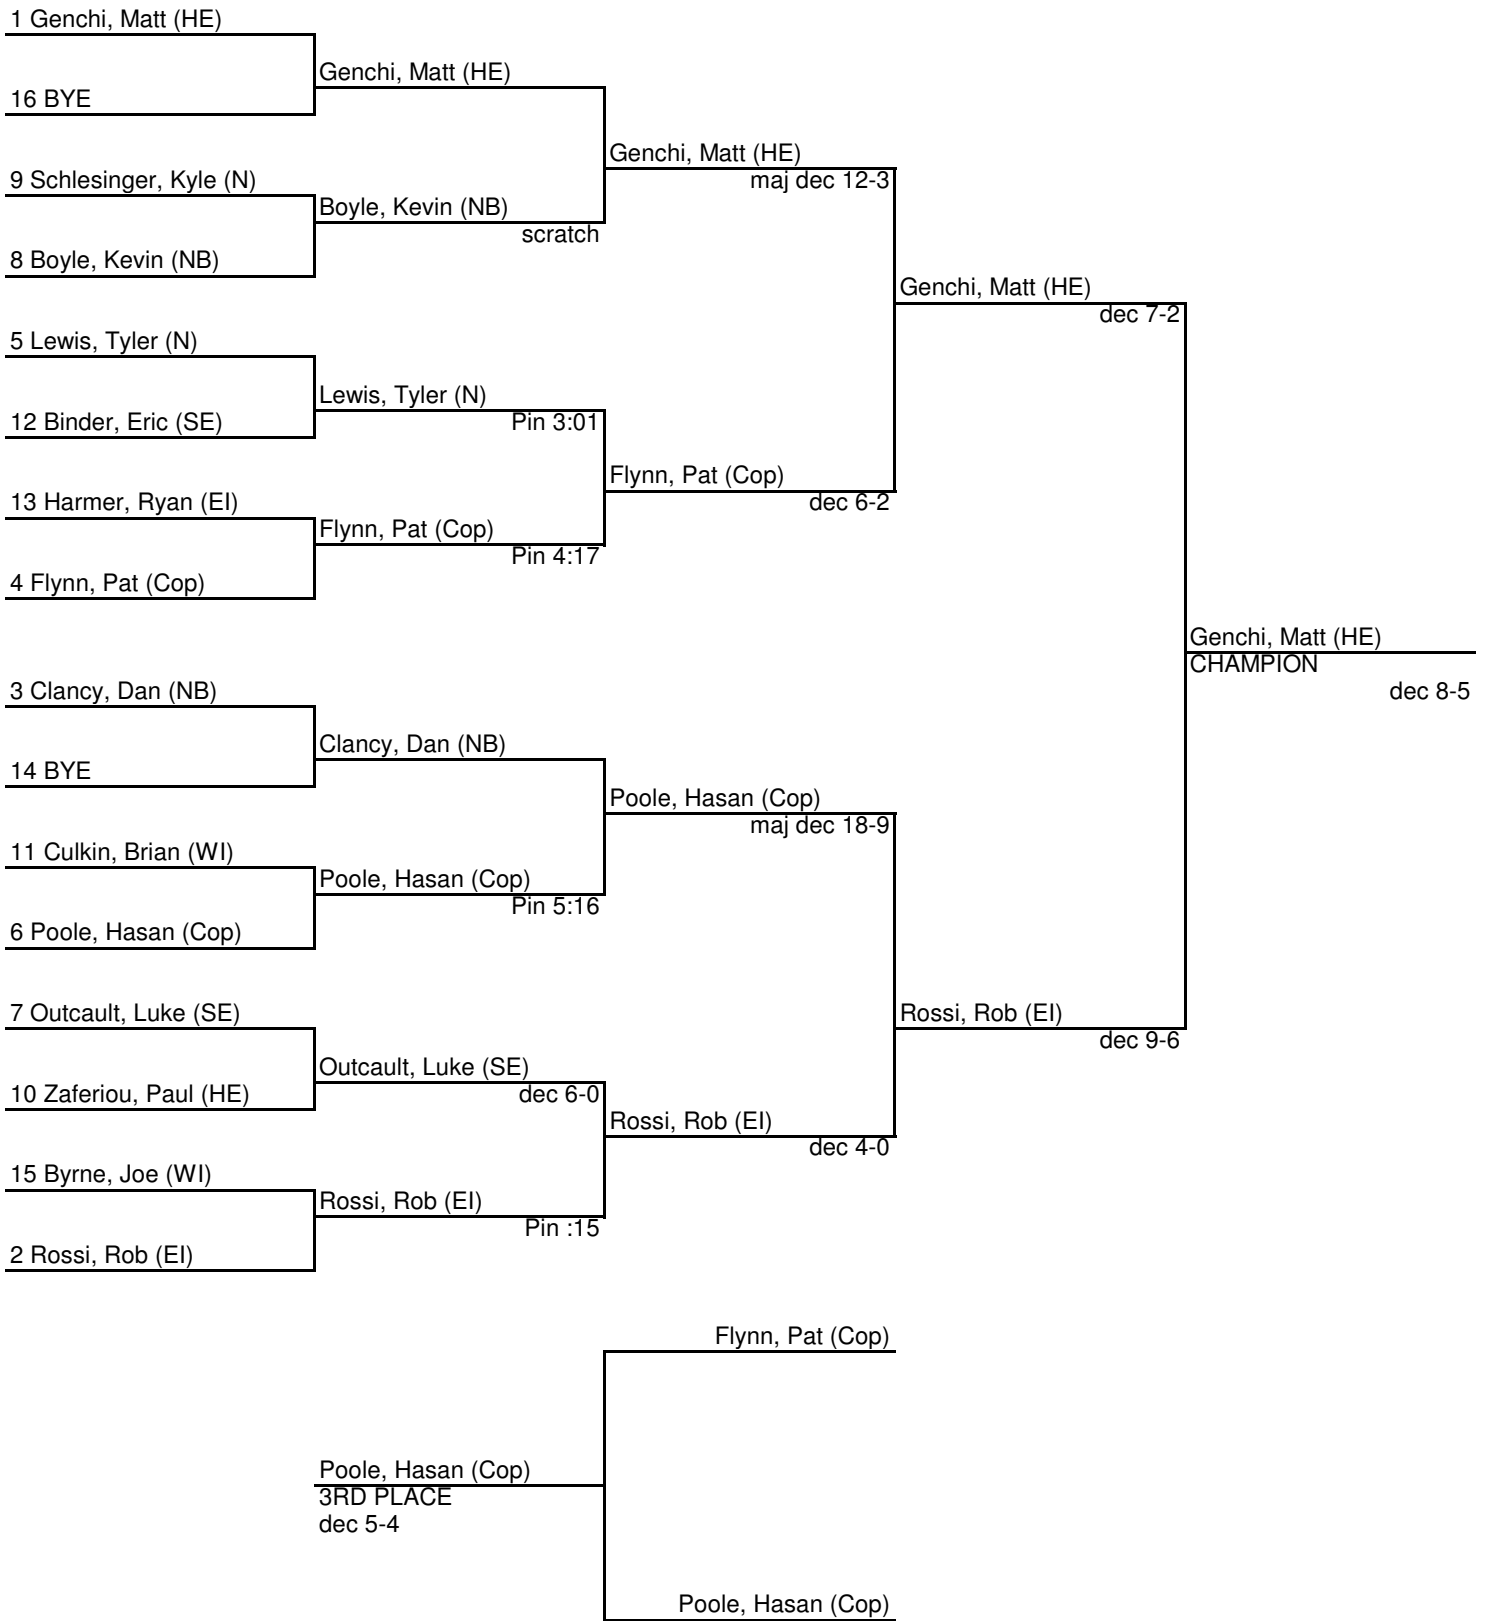 1 Genchi, Matt (HE)
Genchi, Matt (HE)
16 BYE
Genchi, Matt (HE)
maj dec 12-3
9 Schlesinger, Kyle (N)
Boyle, Kevin (NB)
scratch
8 Boyle, Kevin (NB)
Genchi, Matt (HE)
dec 7-2
5 Lewis, Tyler (N)
Lewis, Tyler (N)
Pin 3:01
12 Binder, Eric (SE)
Flynn, Pat (Cop)
dec 6-2
13 Harmer, Ryan (EI)
Flynn, Pat (Cop)
Pin 4:17
4 Flynn, Pat (Cop)
Genchi, Matt (HE)
CHAMPION
dec 8-5
3 Clancy, Dan (NB)
Clancy, Dan (NB)
14 BYE
Poole, Hasan (Cop)
maj dec 18-9
11 Culkin, Brian (WI)
Poole, Hasan (Cop)
Pin 5:16
6 Poole, Hasan (Cop)
7 Outcault, Luke (SE)
Rossi, Rob (EI)
dec 9-6
Outcault, Luke (SE)
dec 6-0
10 Zaferiou, Paul (HE)
Rossi, Rob (EI)
dec 4-0
15 Byrne, Joe (WI)
Rossi, Rob (EI)
Pin :15
2 Rossi, Rob (EI)
Flynn, Pat (Cop)
Poole, Hasan (Cop)
3RD PLACE
dec 5-4
Poole, Hasan (Cop)